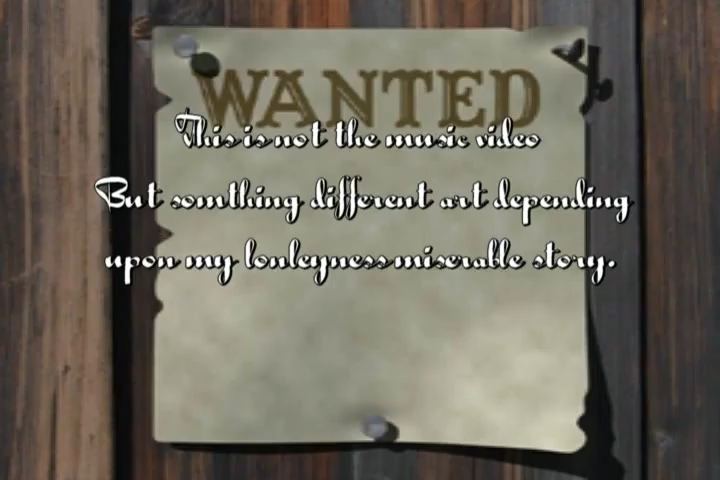 WANTED
This is not the music video
But somthing different art depending
upon my lonleyness miserable story.